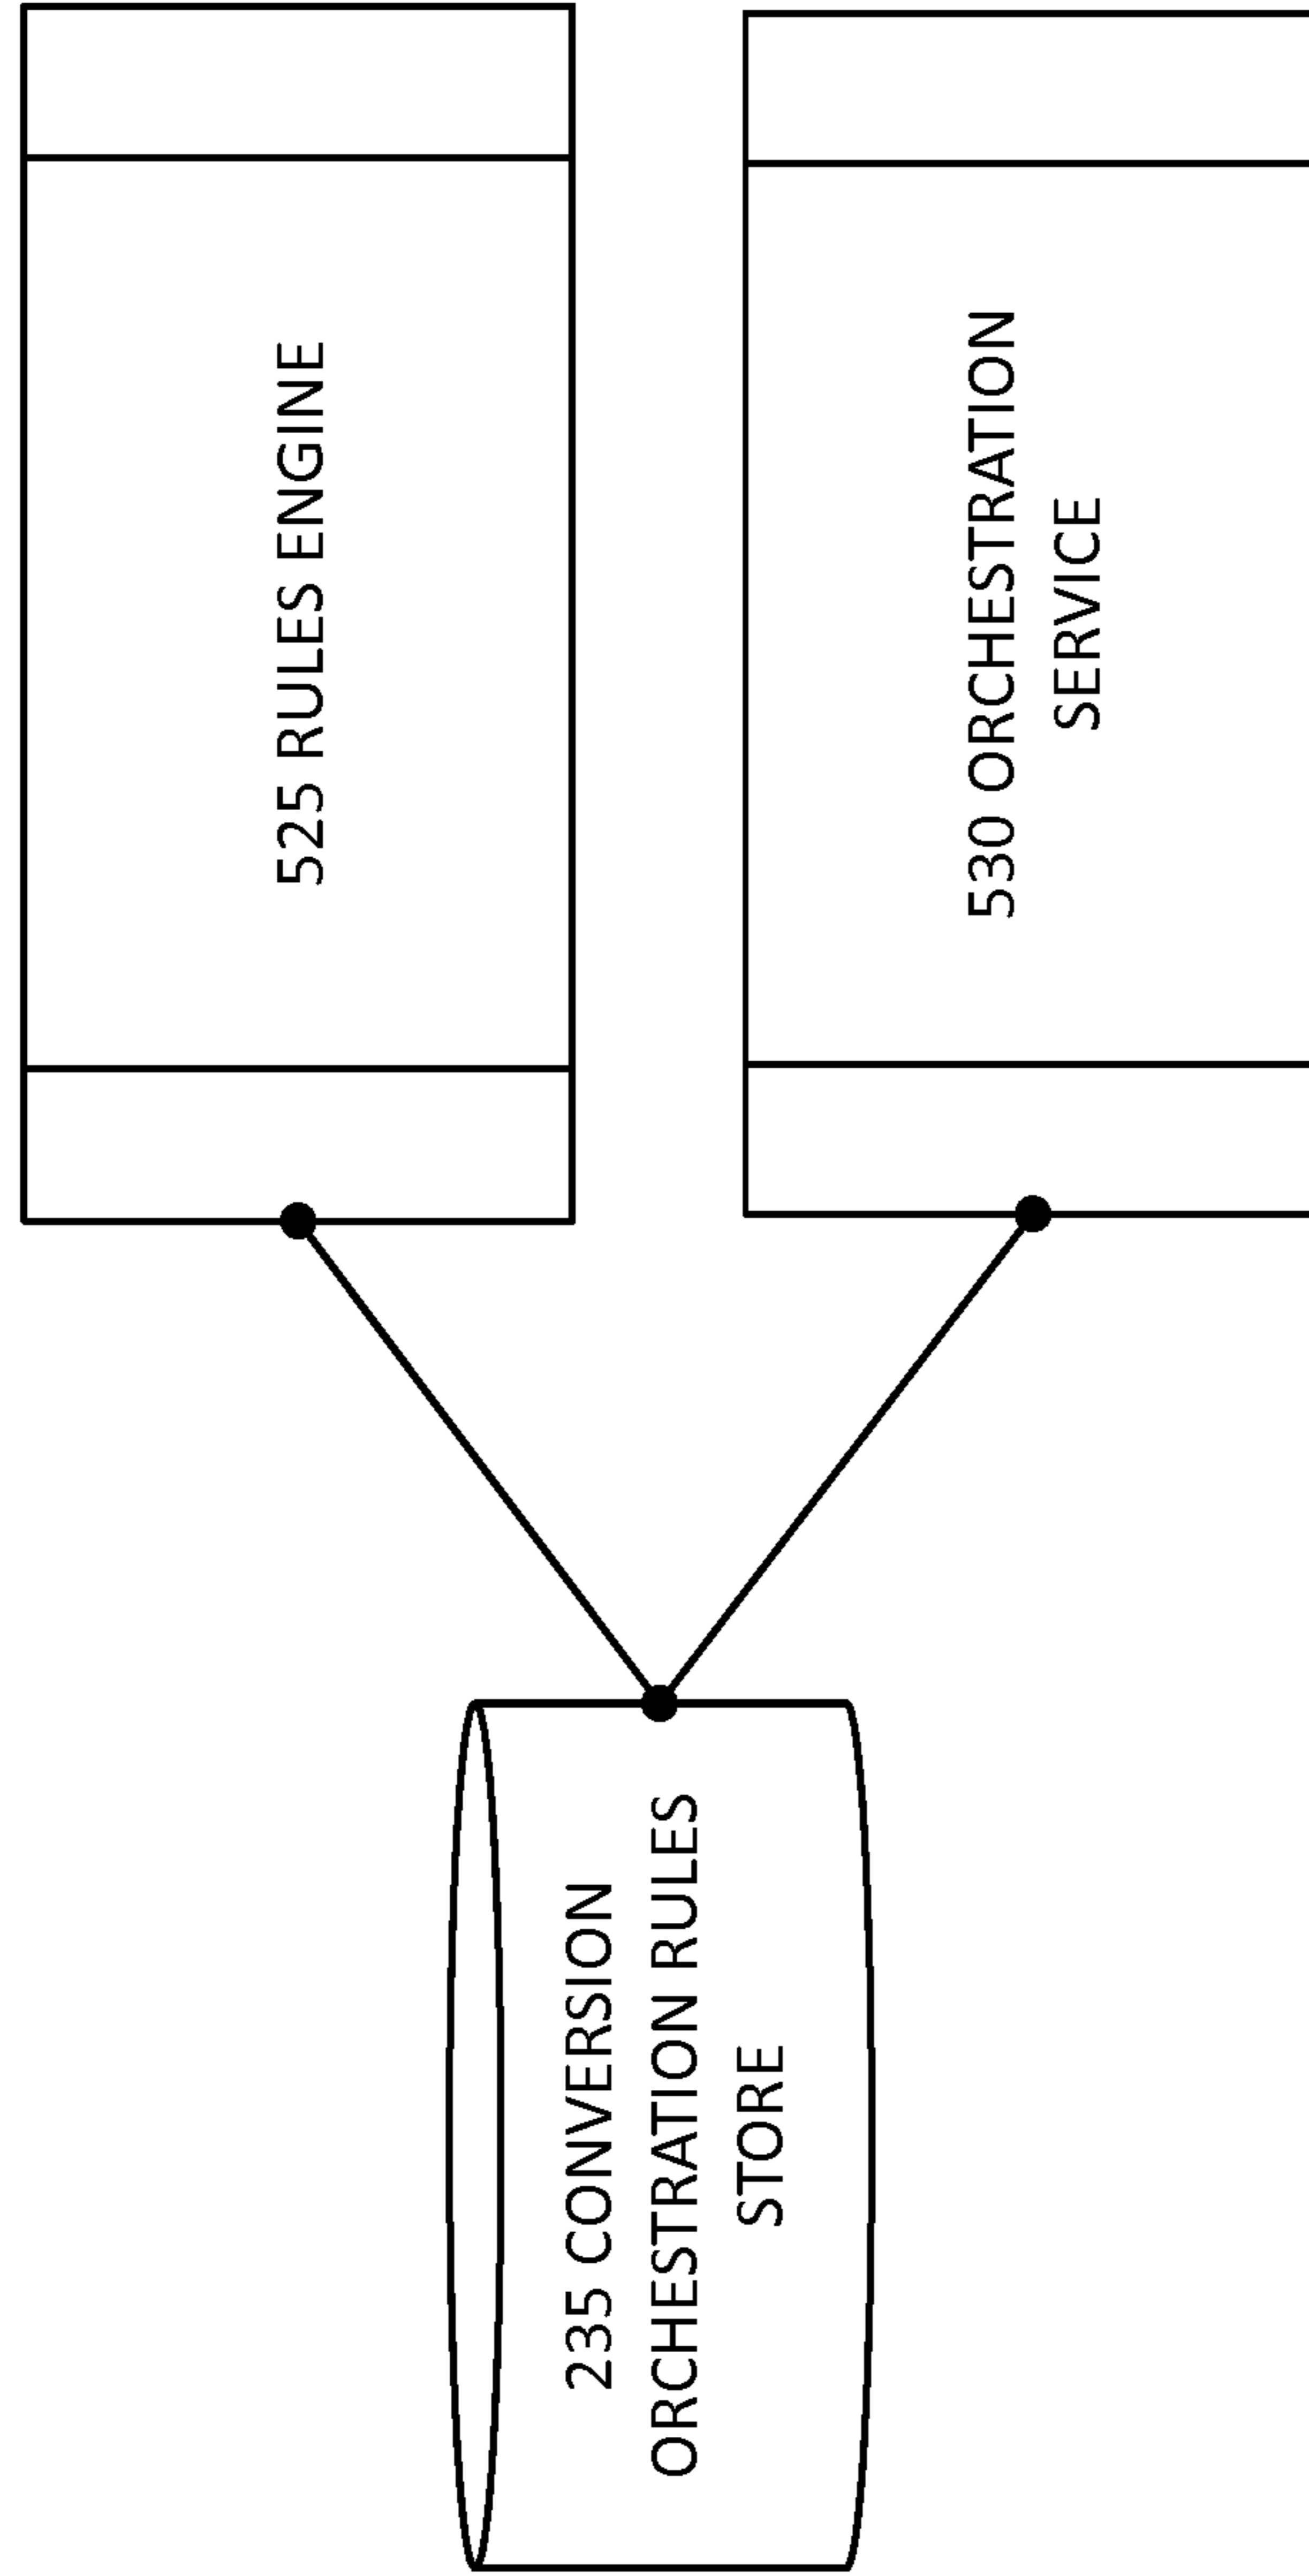 525 RULES ENGINE
235 CONVERSION
ORCHESTRATION RULES
STORE
530 ORCHESTRATION
SERVICE